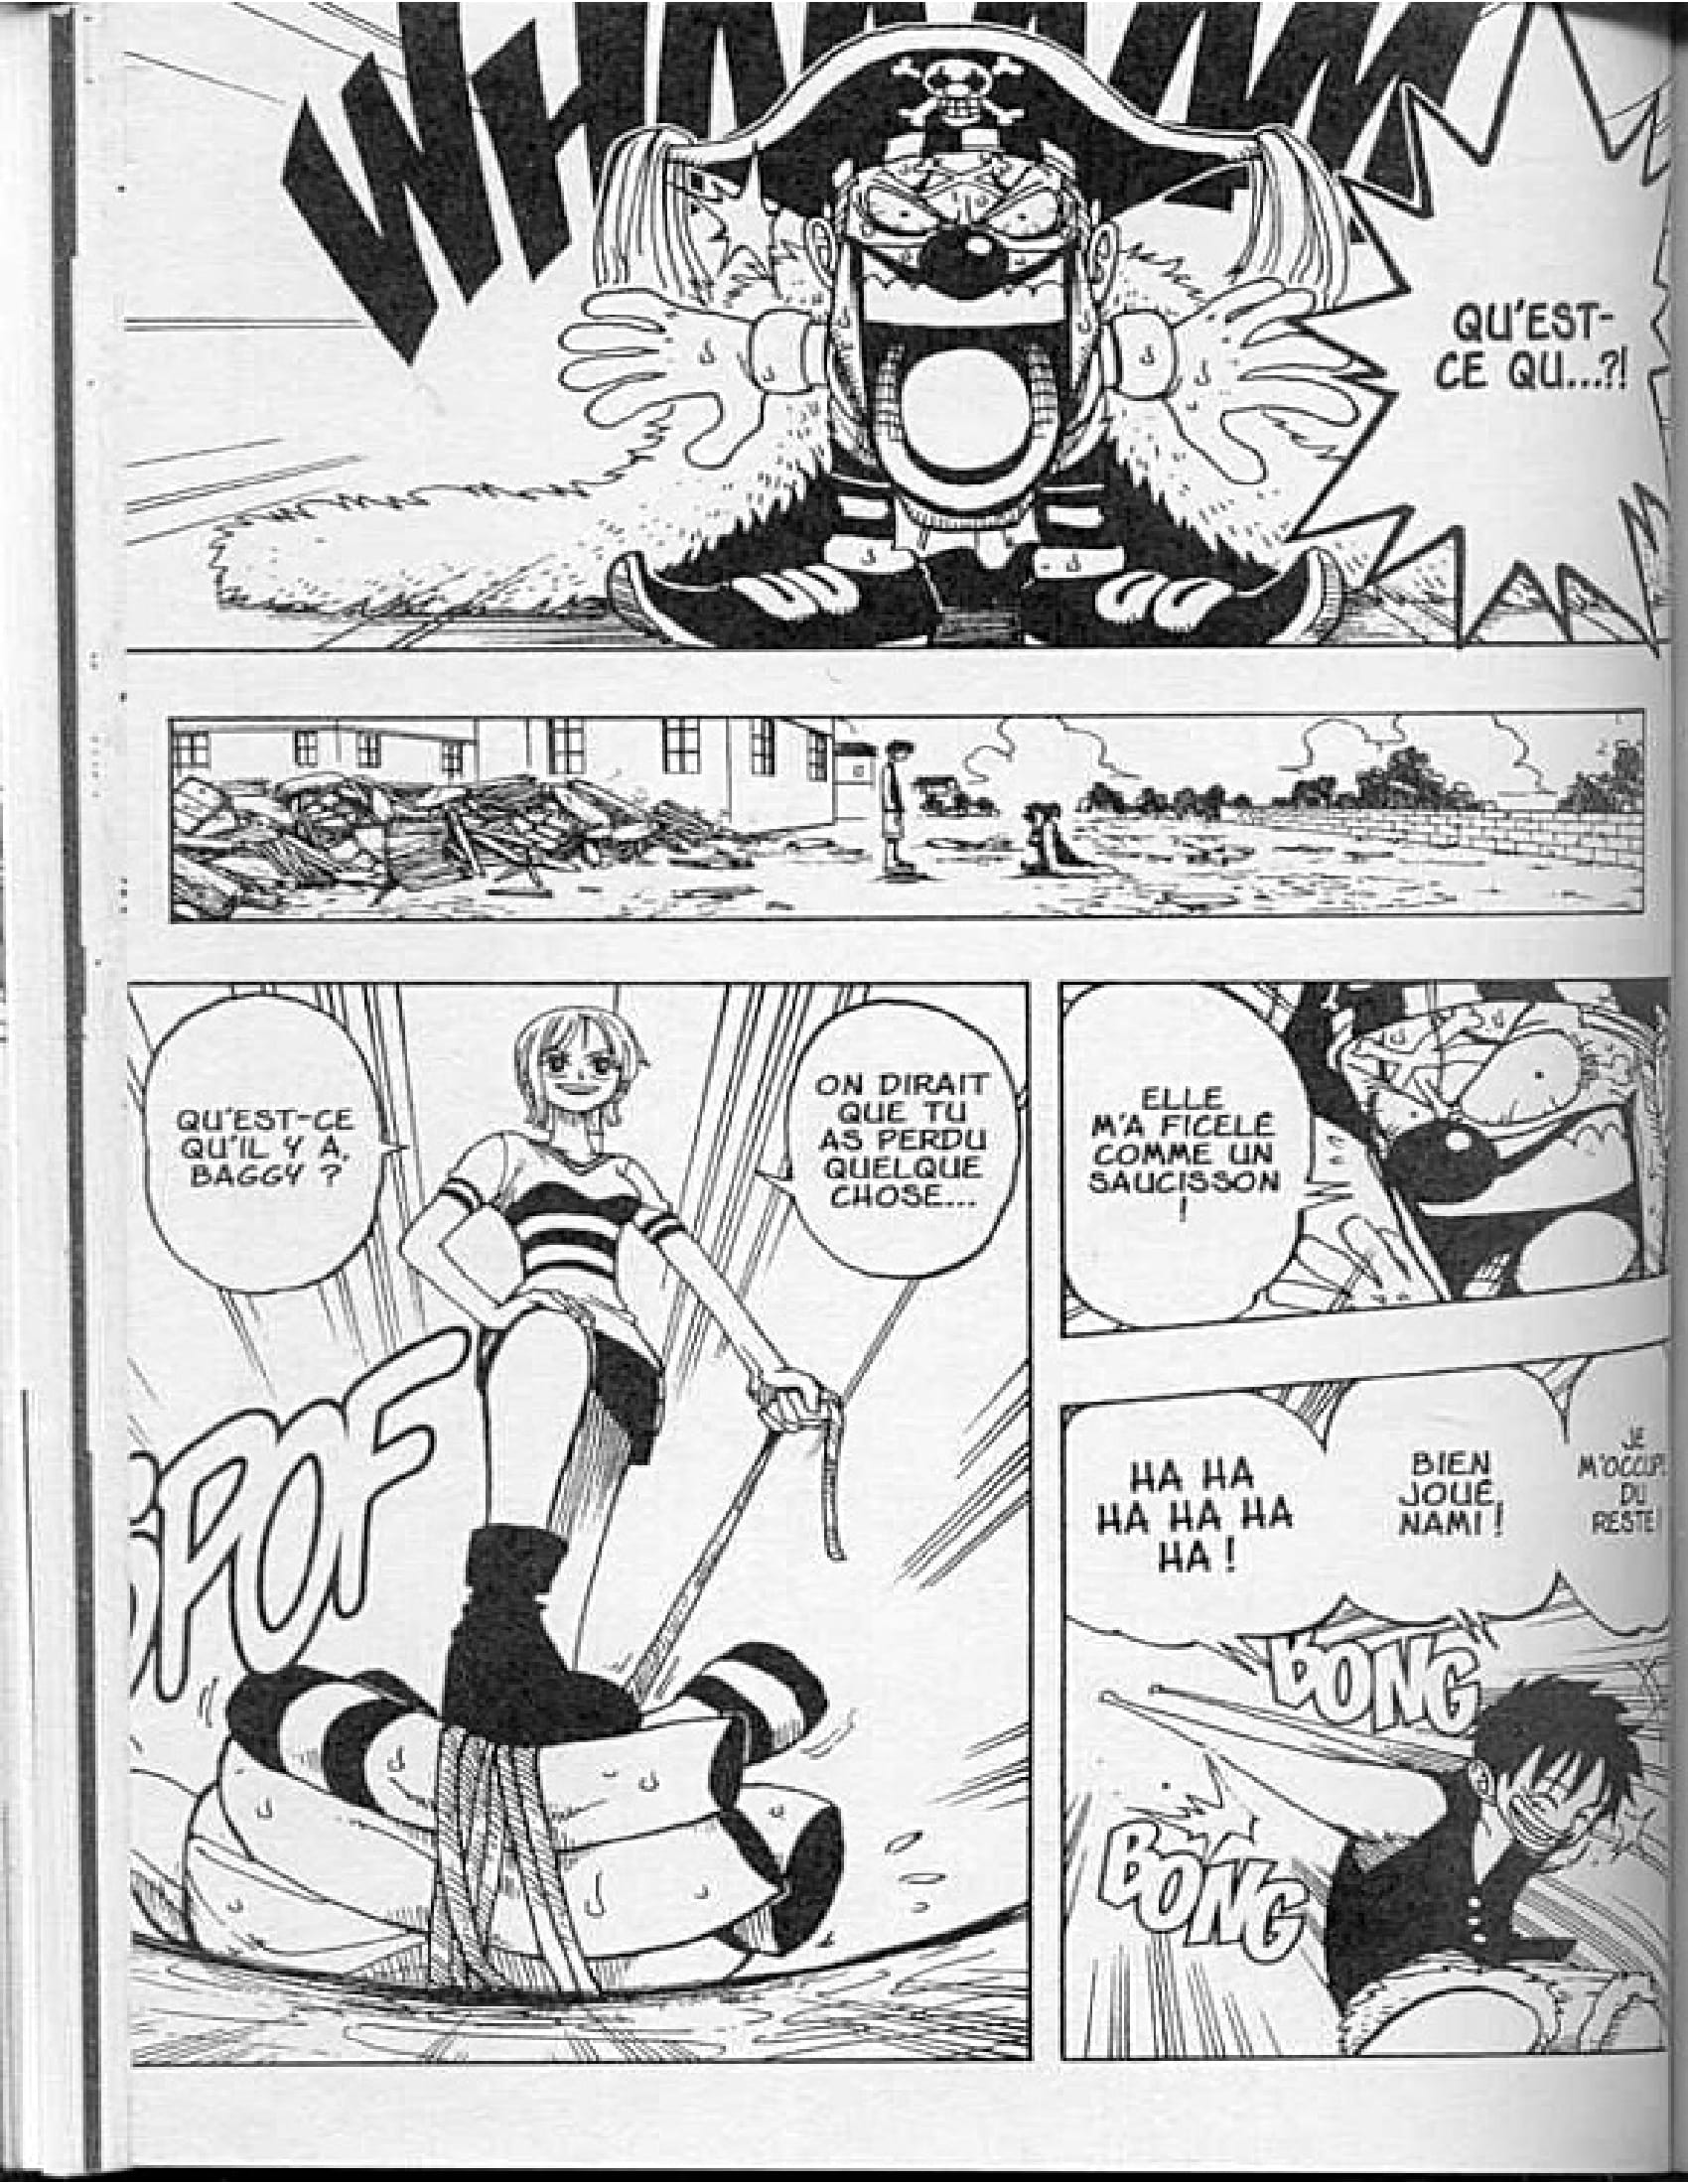 QU'EST-
CE QU...?!
ELLE
M'A FICELÉ
COMME UN
SAUCISSON
!
JE
M'OCCUPE
DU
RESTE!
BIEN
JOUÉ,
NAMI !
HA HA
HA HA HA
HA !
BONG
BONG
ON DIRAIT
QUE TU
AS PERDU
QUELQUE
CHOSE...
QU'EST-CE
QU'IL Y A,
BAGGY ?
SPOF